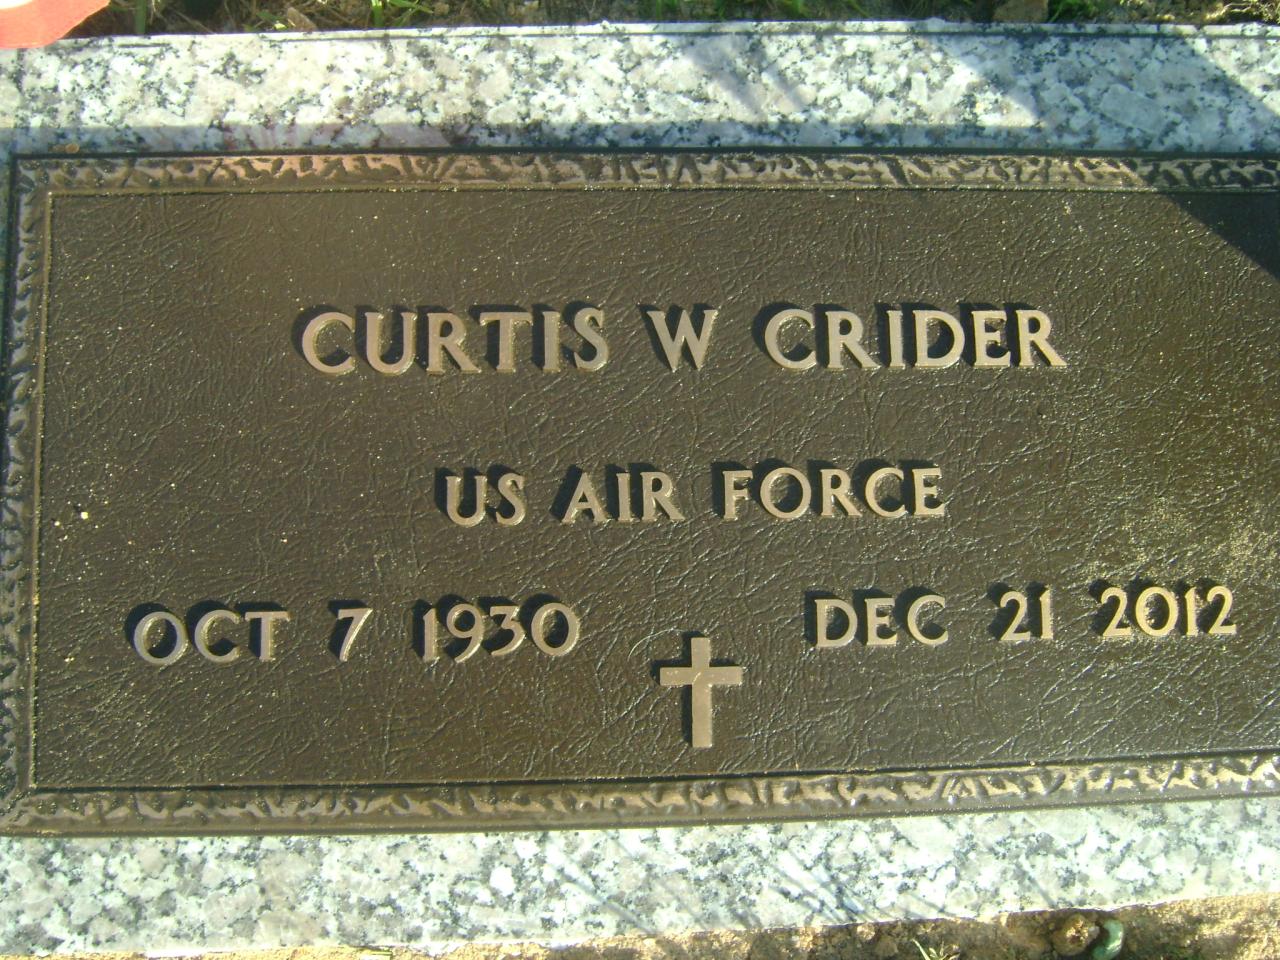 CURTIS W CRIDER
US AIR FORCE
OCT 7 1930 DEC 21 2012